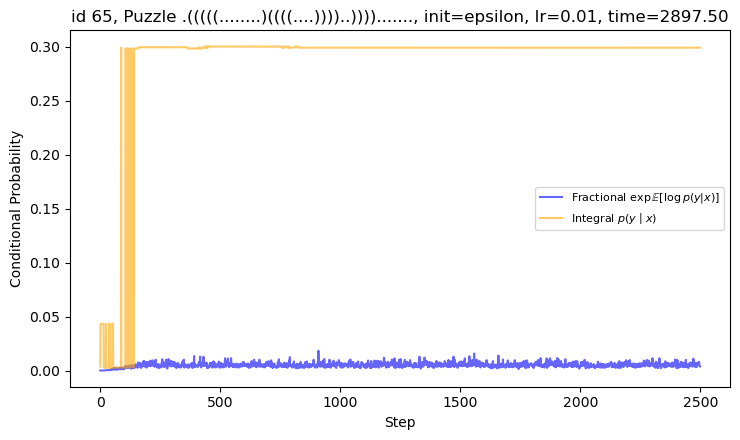 id 65, Puzzle .(((((........)((((....))))..))))......., init=epsilon, lr=0.01, time=2897.50
0.30
0.25
0.20
0.15
0.10
0.05
0.00
Conditional Probability
Fractional exp𝔼[log p(y|x)]
Integral p(y | x)
0
500
1000
1500
2000
2500
Step